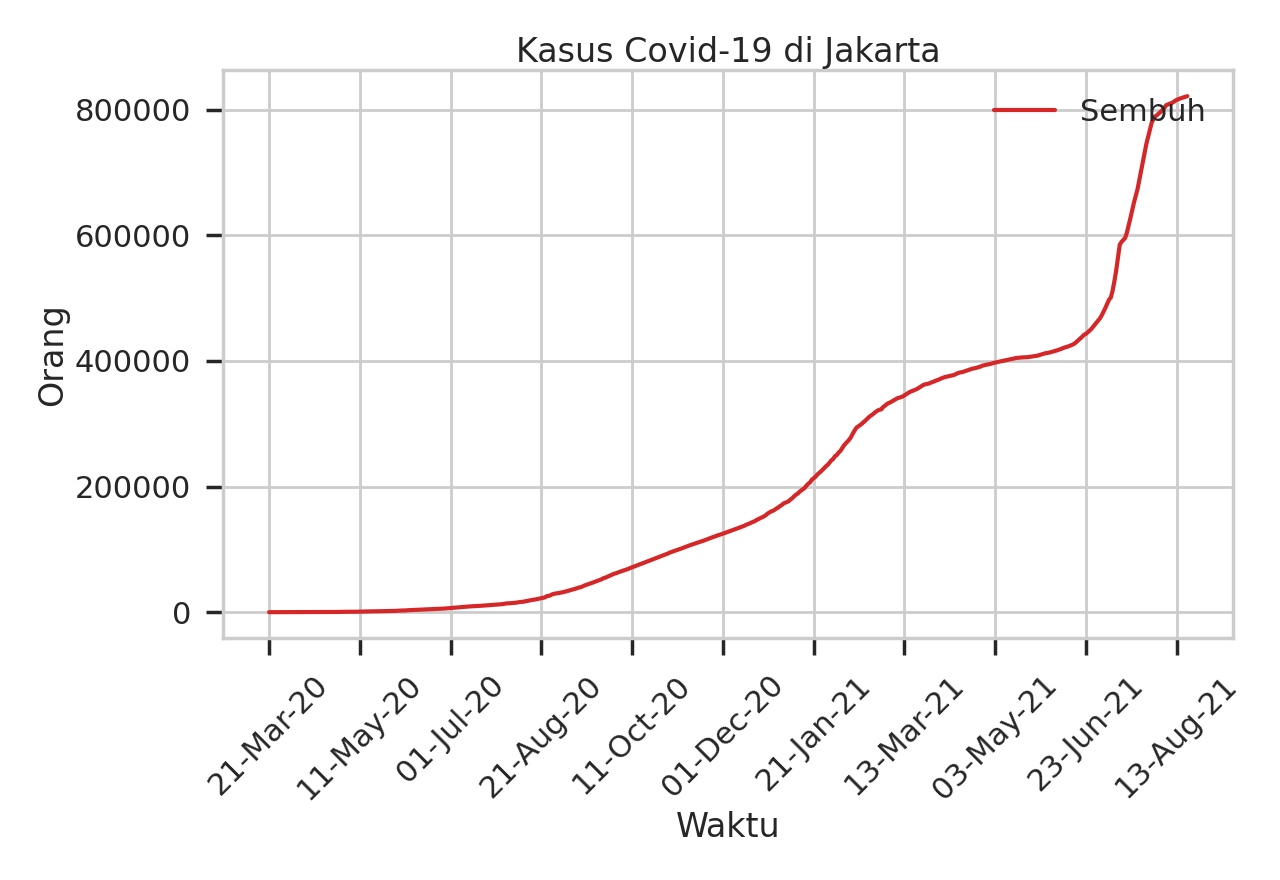 Kasus Covid-19 di Jakarta
Sembuh
800000
600000
400000
200000
0
Orang
21-Mar-20
11-May-20
01-Jul-20
21-Aug-20
11-Oct-20
01-Dec-20
21-Jan-21
13-Mar-21
03-May-21
23-Jun-21
13-Aug-21
Waktu